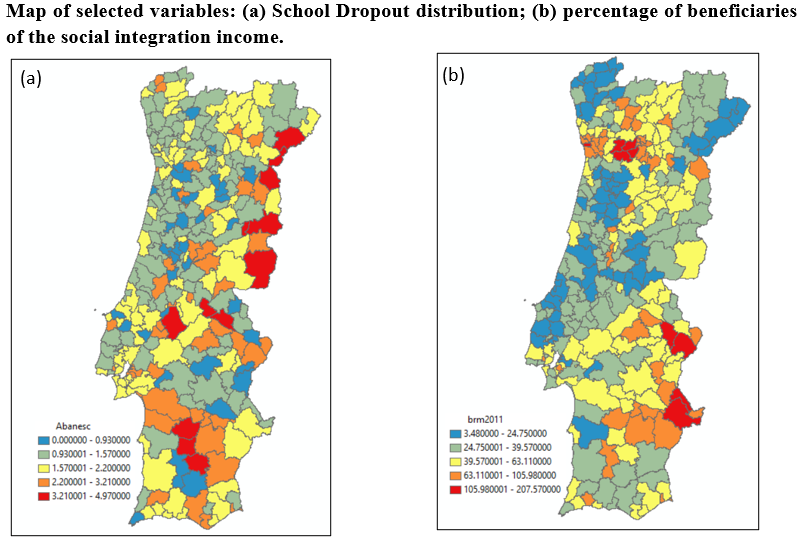 Map of selected variables: (a) School Dropout distribution; (b) percentage of beneficiaries
of the social integration income.
(a)
Abanesc
0.000000 - 0.930000
0.930001 - 1.570000
1.570001 - 2.200000
2.200001 - 3.210000
3.210001 - 4.970000
(b)
brm2011
3.480000 - 24.750000
24.750001 - 39.570000
39.570001 - 63.110000
63.110001 - 105.980000
105.980001 - 207.570000